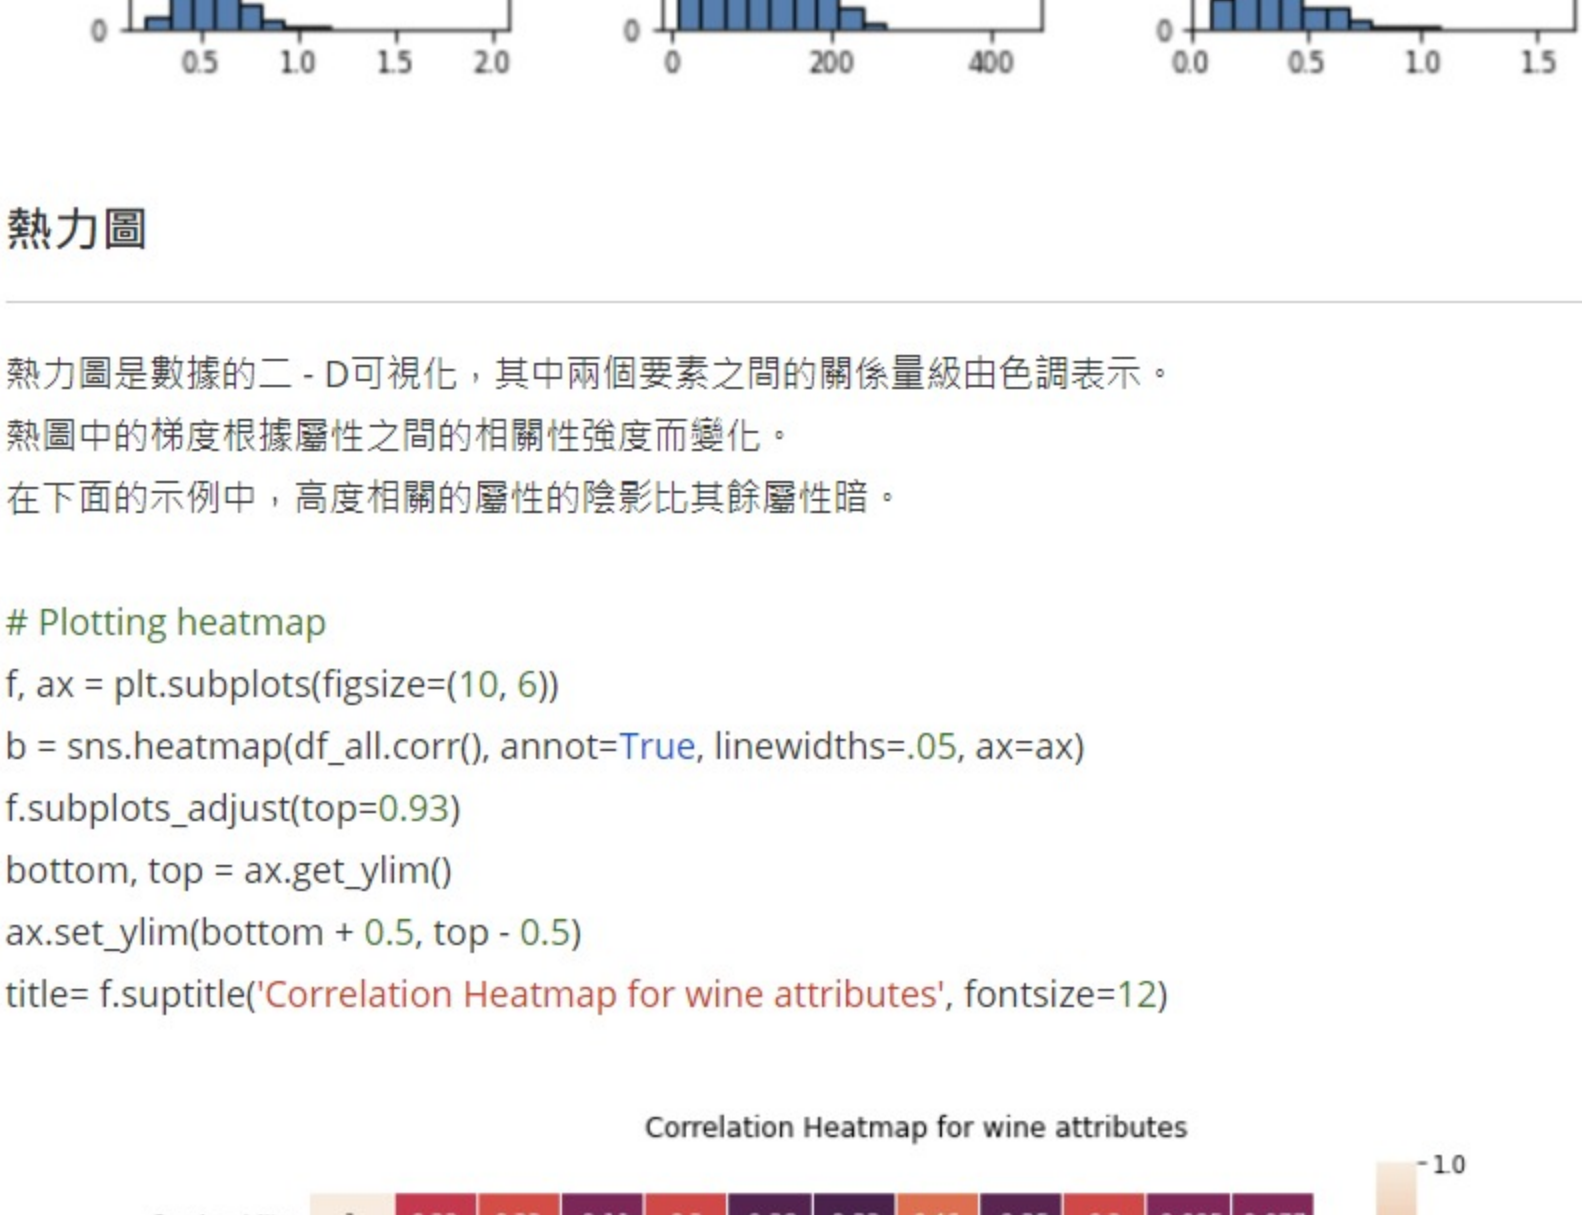 0 0.5 1.0 1.5 2.0
0 0 200 400
0 0.0 0.5 1.0 1.5
熱力圖
熱力圖是數據的二 - D可視化，其中兩個要素之間的關係量級由色調表示。
熱圖中的梯度根據屬性之間的相關性強度而變化。
在下面的示例中，高度相關的屬性的陰影比其餘屬性暗。
# Plotting heatmap
f, ax = plt.subplots(figsize=(10, 6))
b = sns.heatmap(df_all.corr(), annot=True, linewidths=.05, ax=ax)
f.subplots_adjust(top=0.93)
bottom, top = ax.get_ylim()
ax.set_ylim(bottom + 0.5, top - 0.5)
title= f.suptitle('Correlation Heatmap for wine attributes', fontsize=12)
Correlation Heatmap for wine attributes
1.0